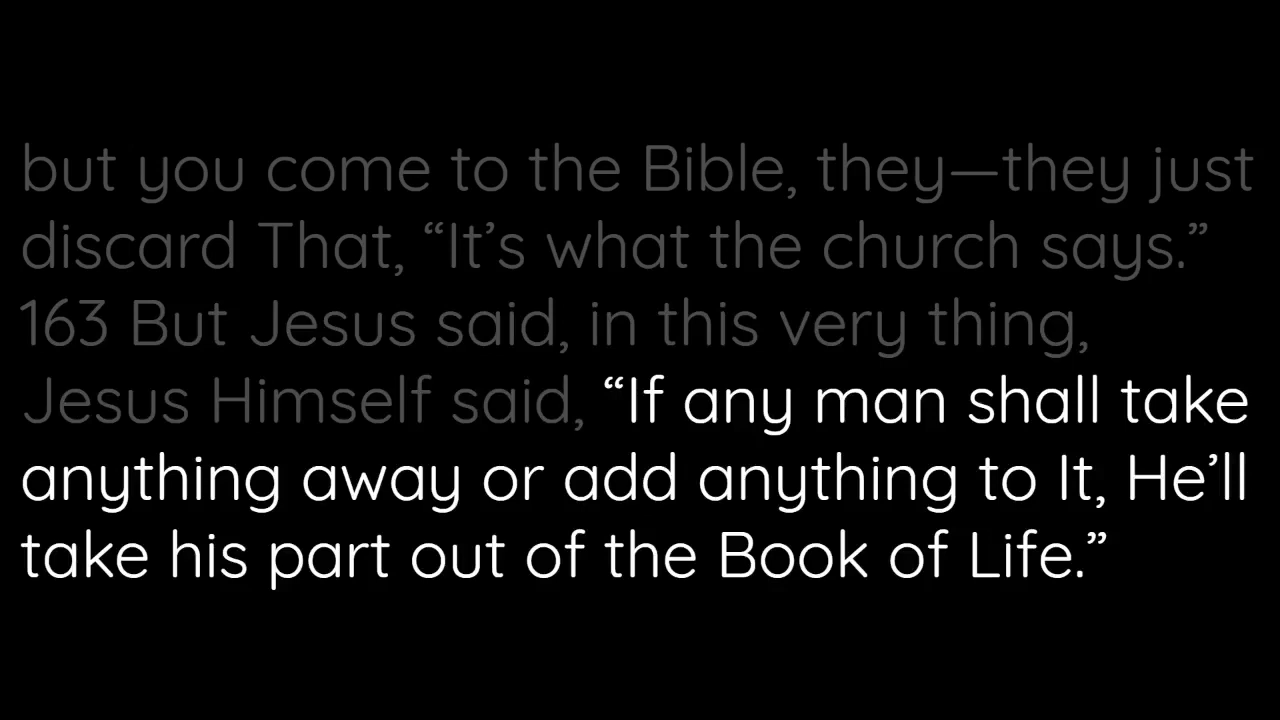 but you come to the Bible, they—they just
discard That, “It’s what the church says.”
163 But Jesus said, in this very thing,
Jesus Himself said, “If any man shall take
anything away or add anything to It, He’ll
take his part out of the Book of Life.”